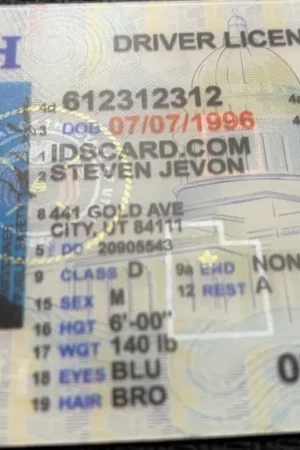 H
DRIVER LICEN
4d 612312312 4
3 DOB 07/07/1996
1 IDSCARD.COM
2 STEVEN JEVON
8 441 GOLD AVE
CITY, UT 84111
5 DD 20905543
9 CLASS D 9a END NON
15 SEX M 12 REST A
16 HGT 6'-00"
17 WGT 140 lb
18 EYES BLU
19 HAIR BRO
0